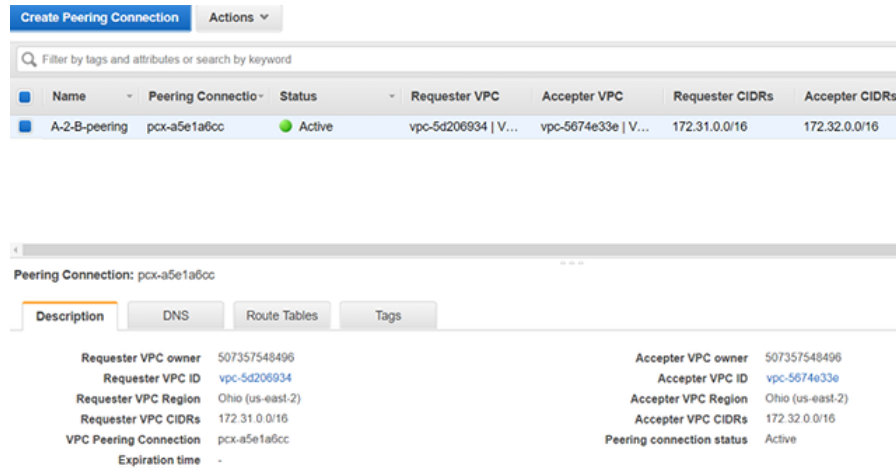 Create Peering Connection Actions
Filter by tags and attributes or search by keyword
Name Peering Connectio Status Requester VPC Accepter VPC Requester CIDRs Accepter CIDRs
A-2-B-peering pcx-a5e1a6cc Active vpc-5d206934 | V... vpc-5674e33e | V... 172.31.0.0/16 172.32.0.0/16
Peering Connection: pcx-a5e1a6cc
Description DNS Route Tables Tags
Requester VPC owner 507357548496 Accepter VPC owner 507357548496
Requester VPC ID vpc-5d206934 Accepter VPC ID vpc-5674e33e
Requester VPC Region Ohio (us-east-2) Accepter VPC Region Ohio (us-east-2)
Requester VPC CIDRs 172.31.0.0/16 Accepter VPC CIDRs 172.32.0.0/16
VPC Peering Connection pcx-a5e1a6cc Peering connection status Active
Expiration time -